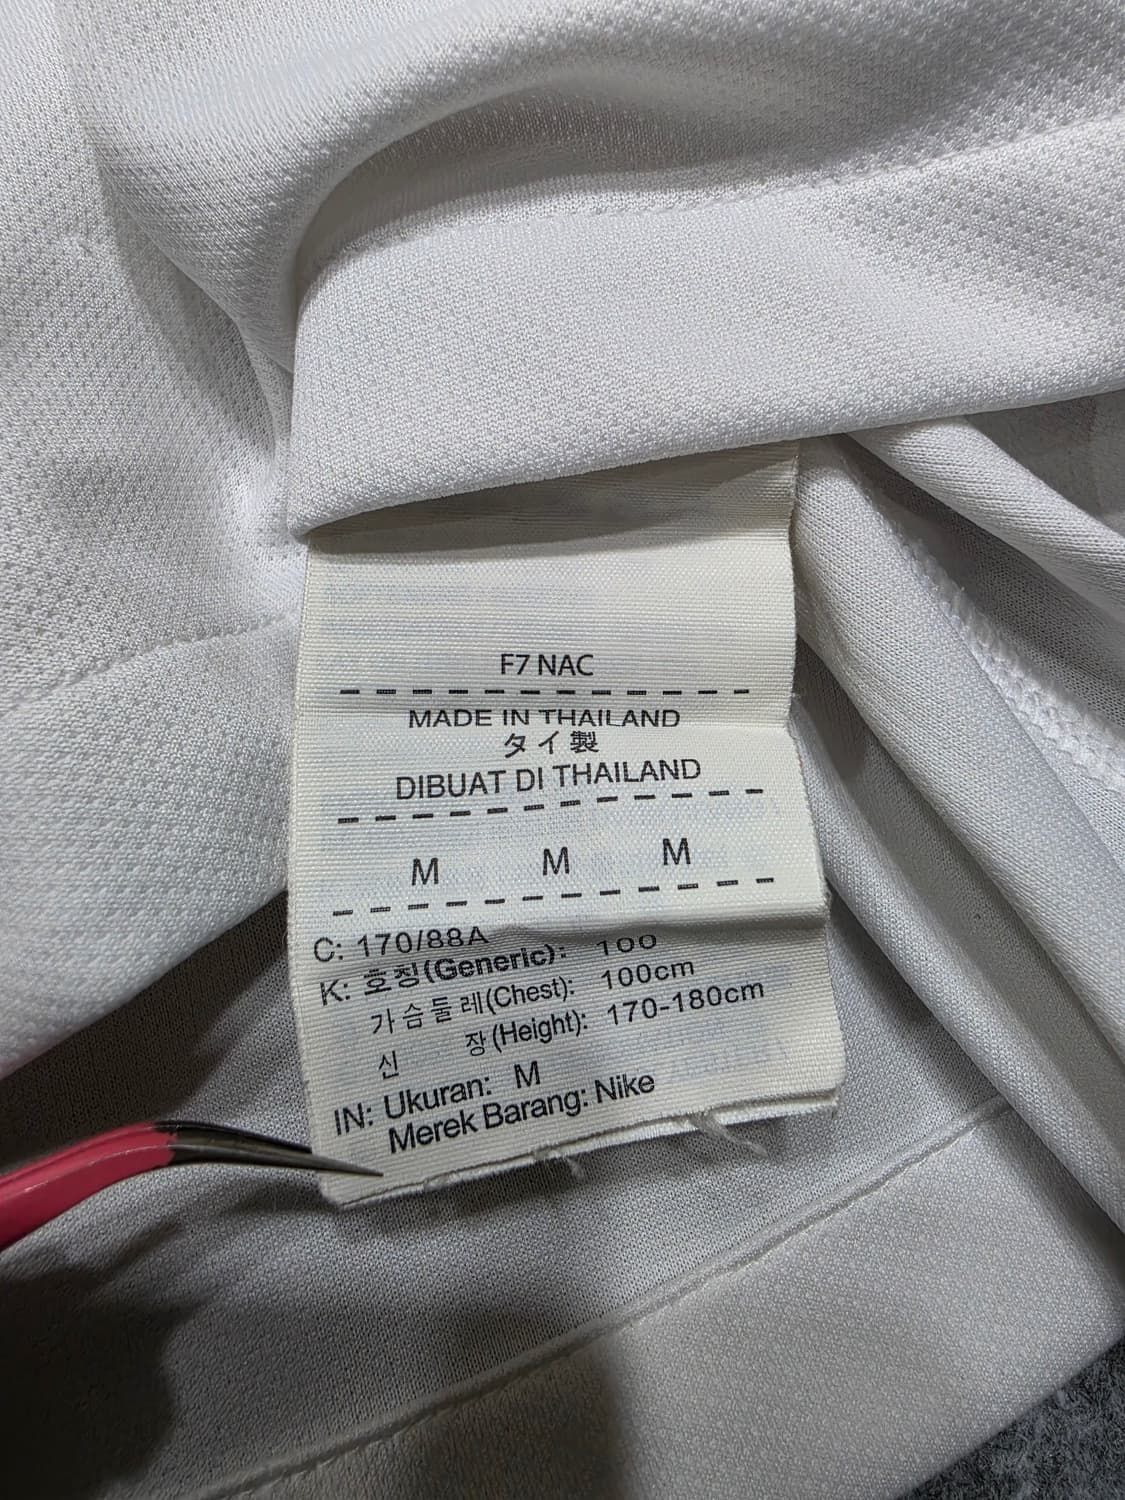 F7 NAC
MADE IN THAILAND
タイ製
DIBUAT DI THAILAND
M M M
C: 170/88A
K: 호칭(Generic): 100
가슴둘레(Chest): 100cm
신 장(Height): 170-180cm
IN: Ukuran: M
Merek Barang: Nike